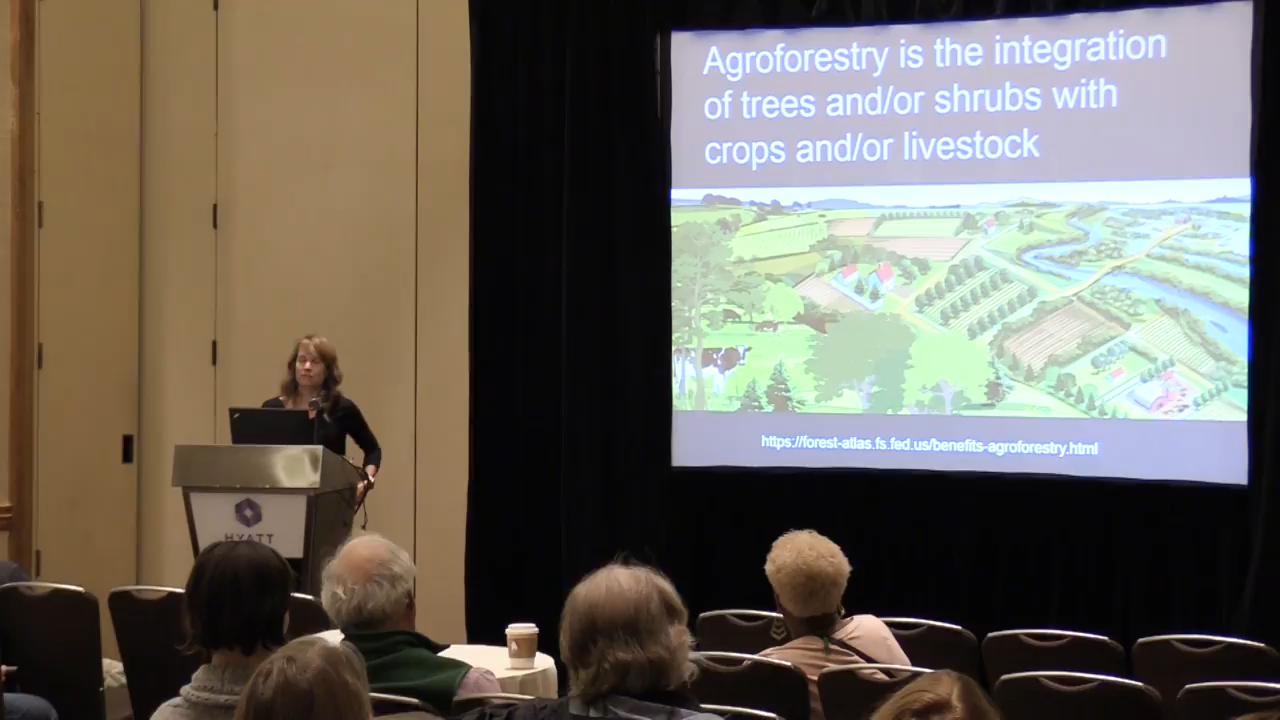 Agroforestry is the integration
of trees and/or shrubs with
crops and/or livestock
https://forest-atlas.fs.fed.us/benefits-agroforestry.html
HYATT